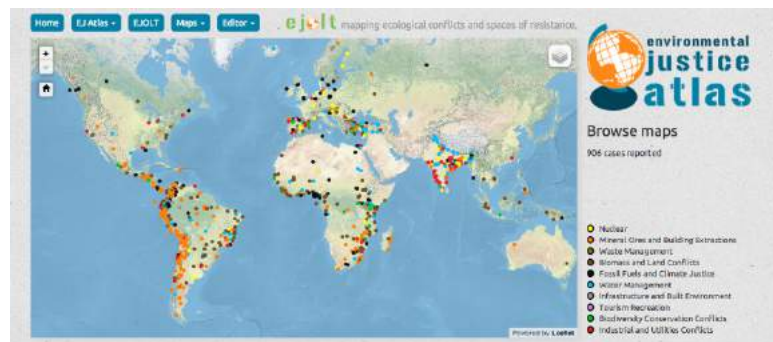 Home
EJ Atlas
EJOLT
Maps
Editor
ejolt mapping ecological conflicts and spaces of resistance.
+
-
environmental
justice
atlas
Browse maps
906 cases reported
Nuclear
Mineral Ores and Building Extractions
Waste Management
Biomass and Land Conflicts
Fossil Fuels and Climate Justice
Water Management
Infrastructure and Built Environment
Tourism Recreation
Biodiversity Conservation Conflicts
Industrial and Utilities Conflicts
Powered by Leaflet